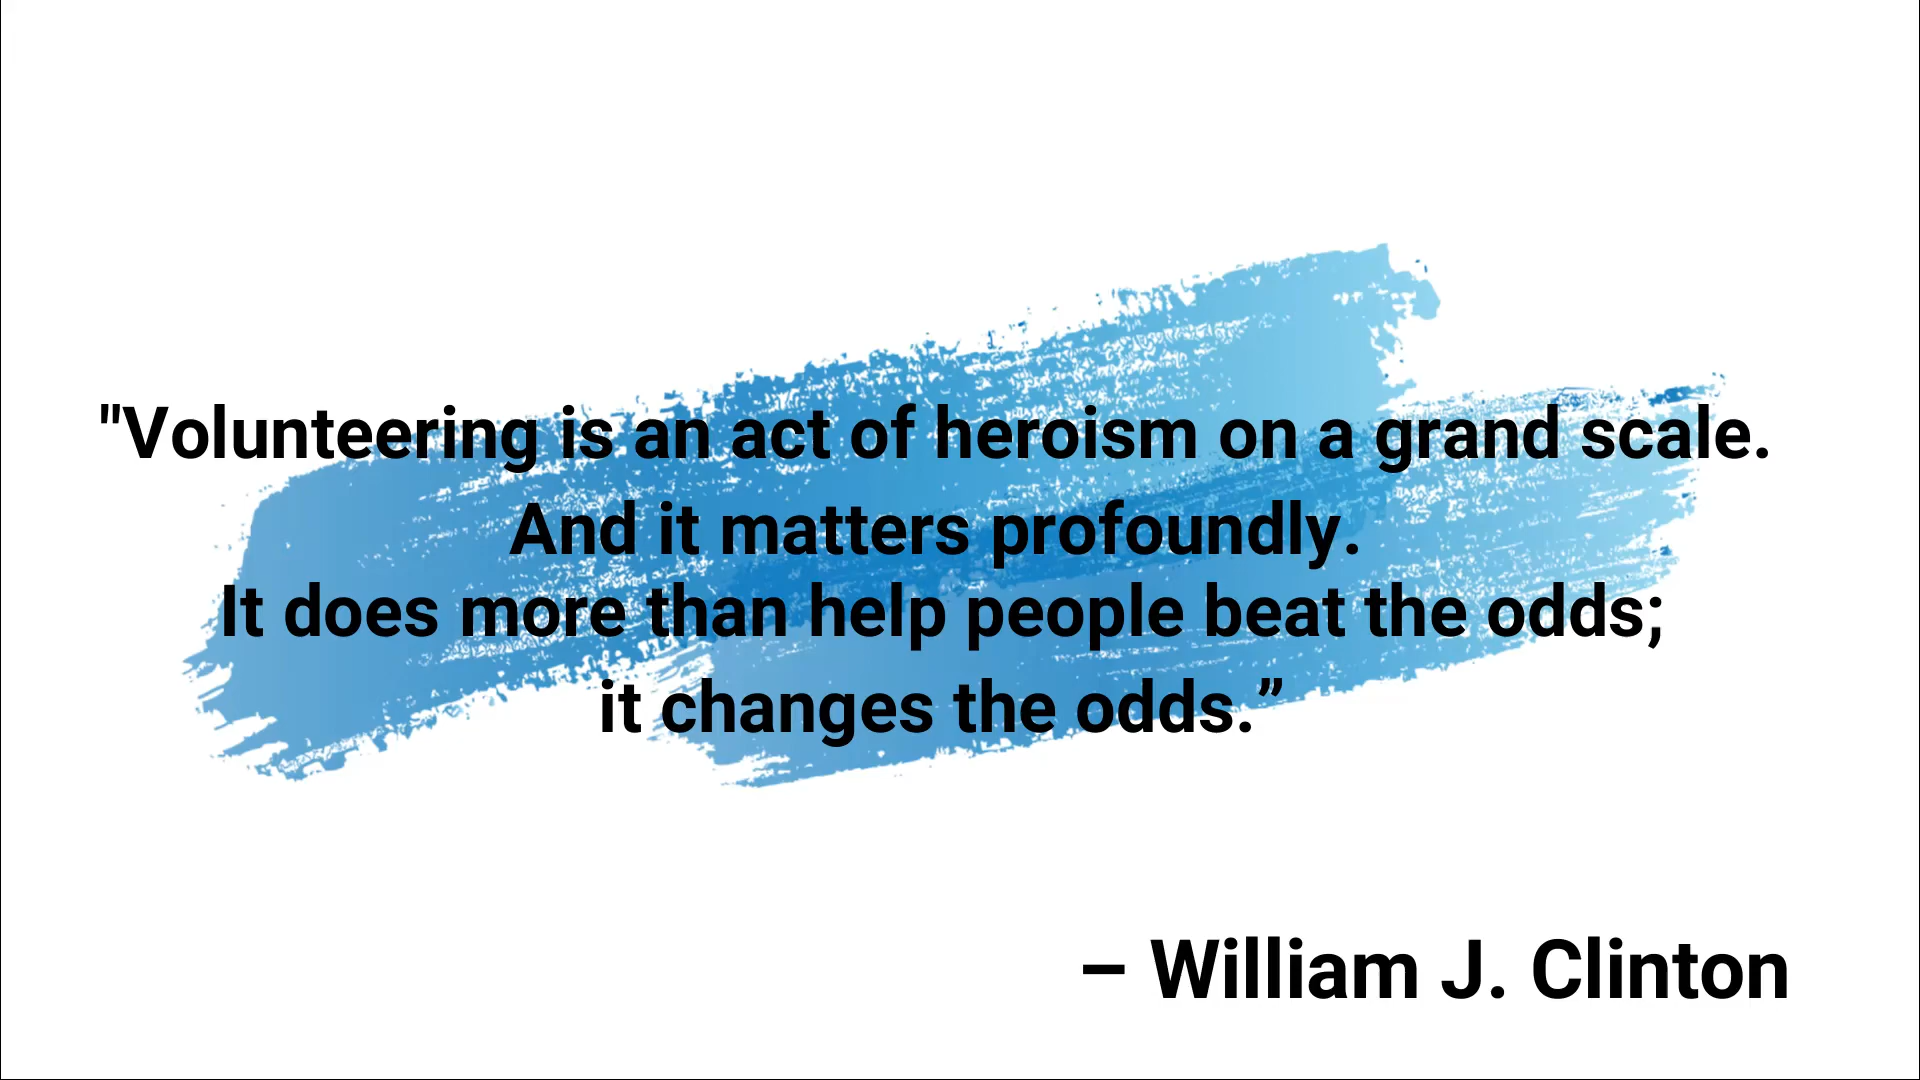 "Volunteering is an act of heroism on a grand scale.
And it matters profoundly.
It does more than help people beat the odds;
it changes the odds.”
– William J. Clinton